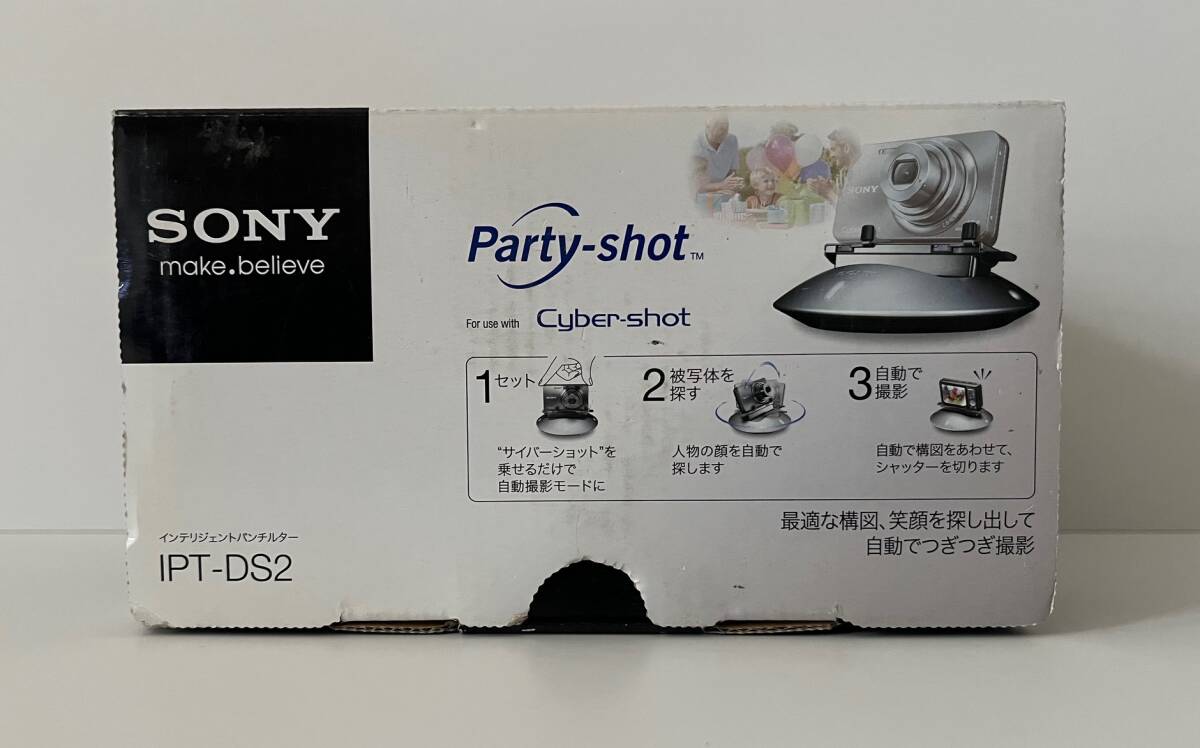 SONY
make.believe
Party-shot™
For use with Cyber-shot
SONY
1 セット
“サイバーショット”を
乗せるだけで
自動撮影モードに
2 被写体を
探す
人物の顔を自動で
探します
3 自動で
撮影
自動で構図をあわせて、
シャッターを切ります
最適な構図、笑顔を探し出して
自動でつぎつぎ撮影
インテリジェントパンチルター
IPT-DS2